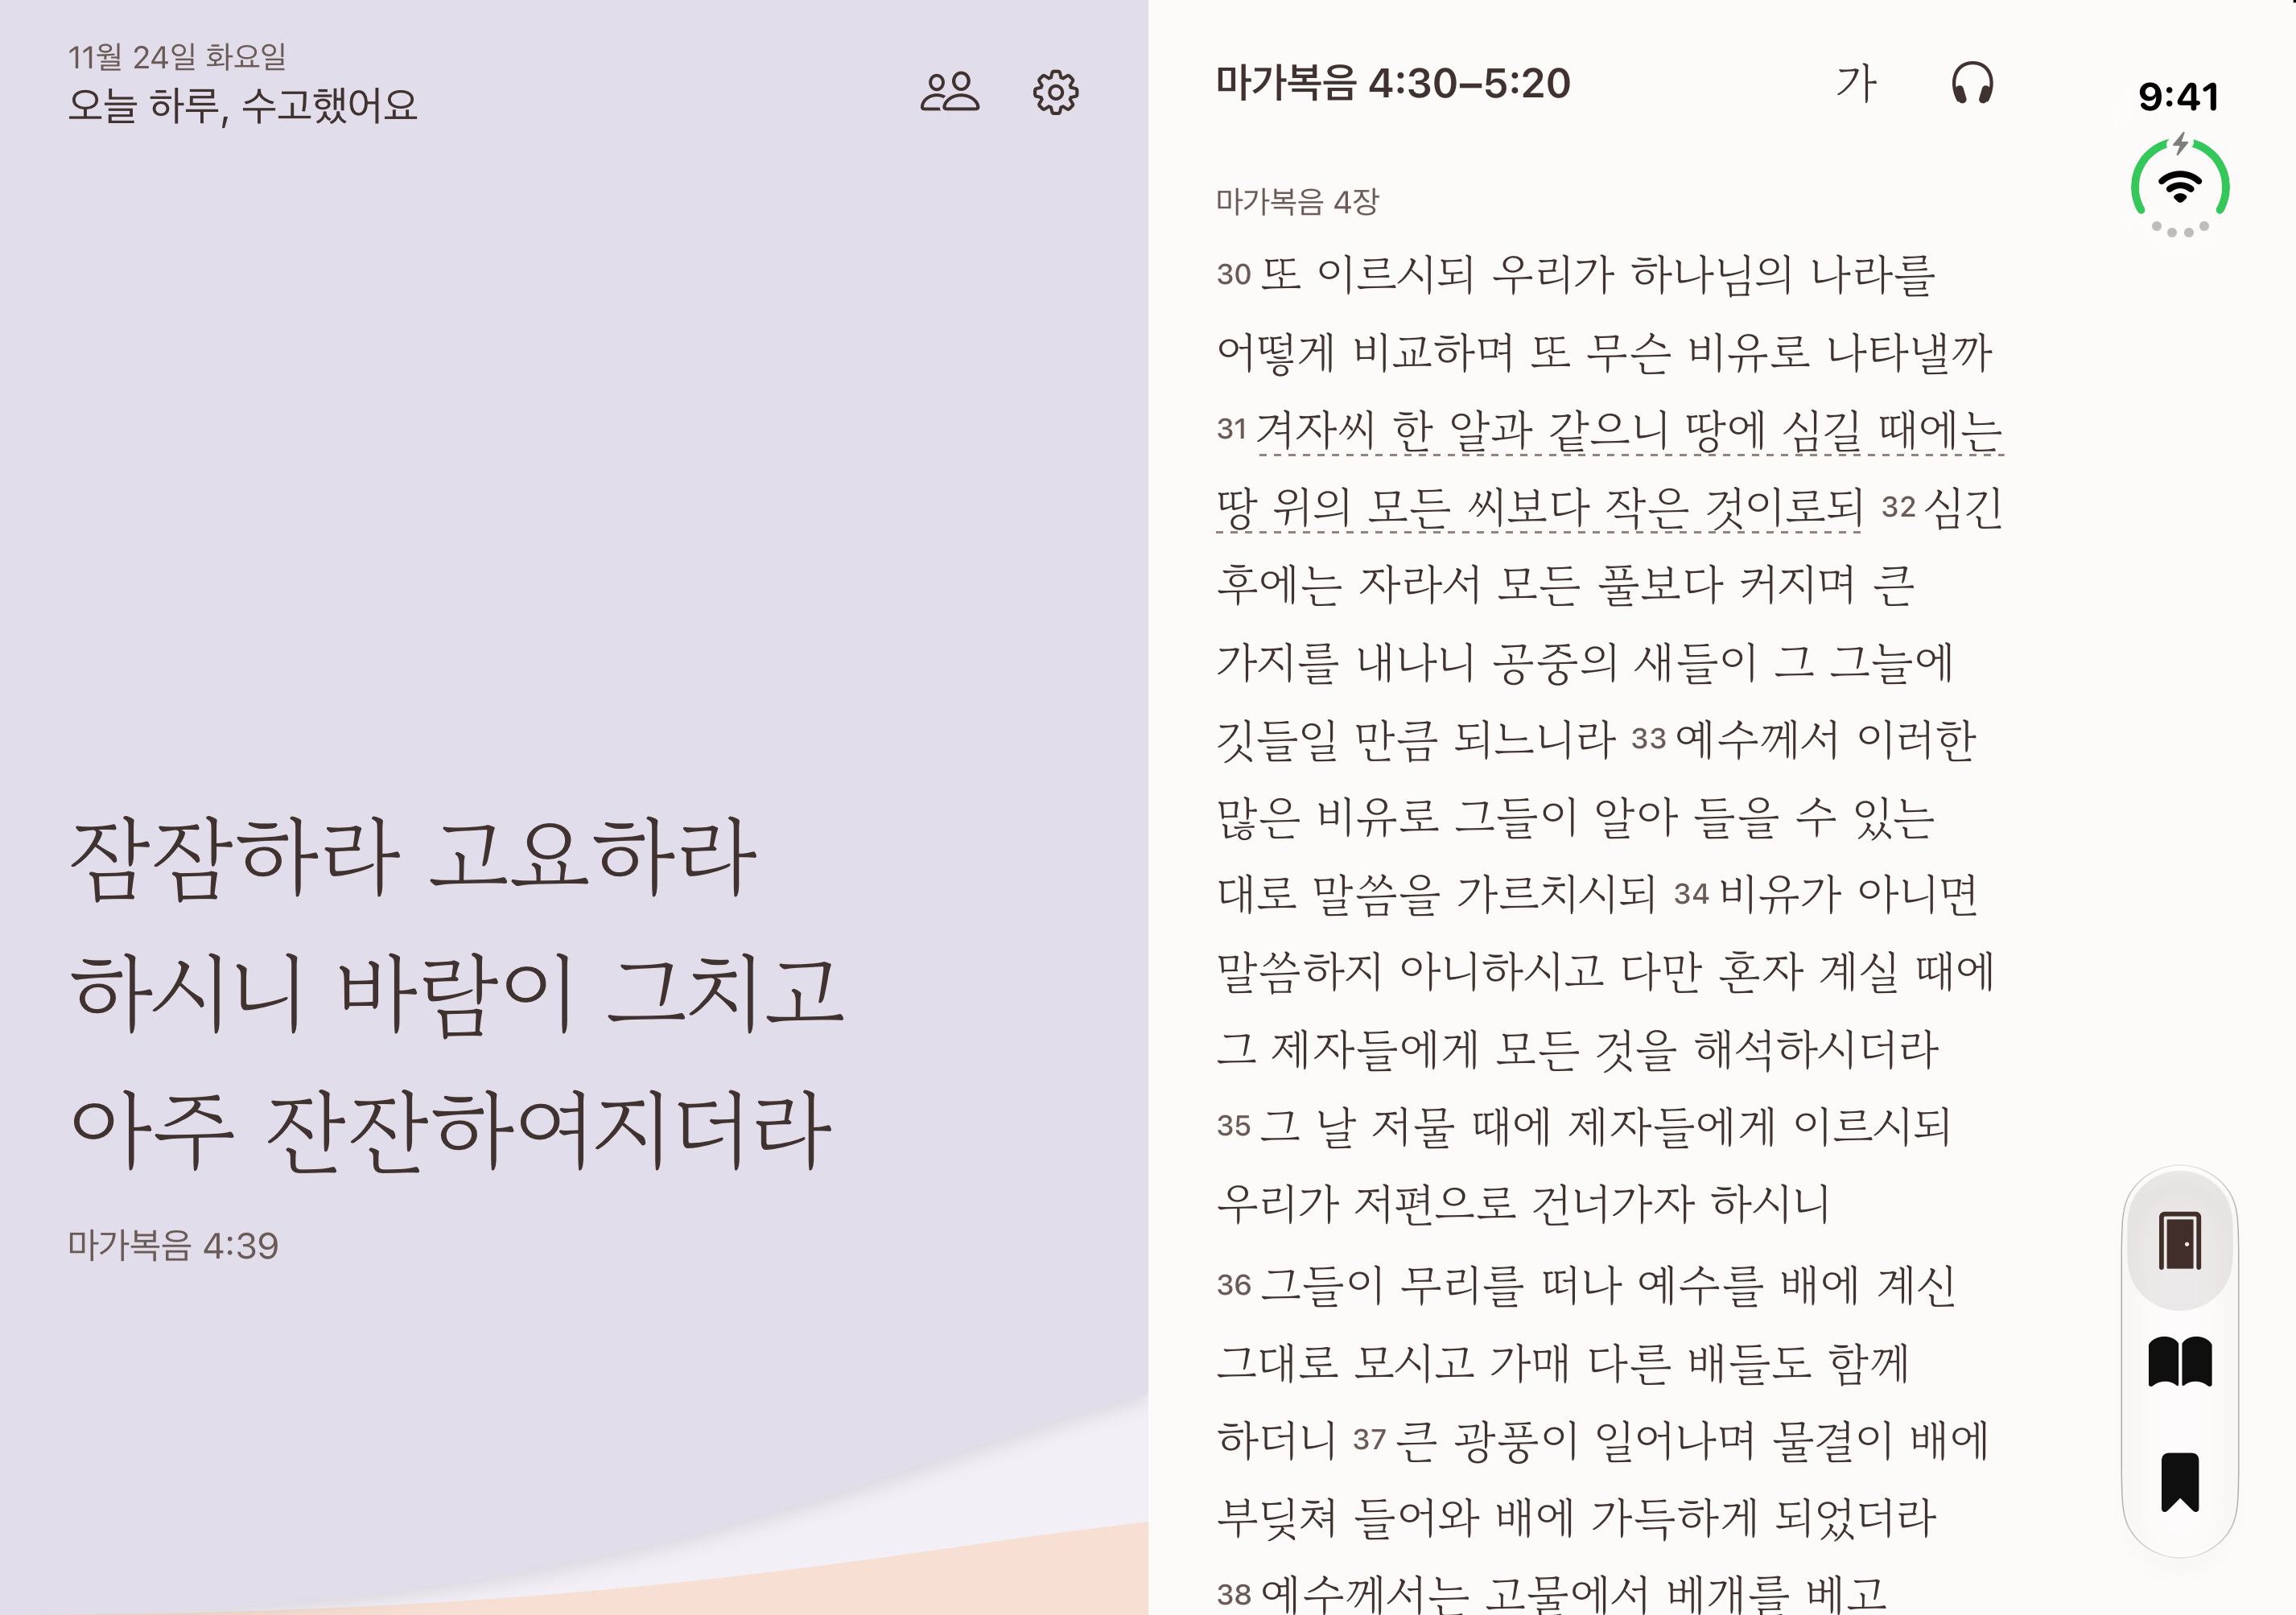 11월 24일 화요일
오늘 하루, 수고했어요
잠잠하라 고요하라
하시니 바람이 그치고
아주 잔잔하여지더라
마가복음 4:39
마가복음 4:30–5:20
가
9:41
마가복음 4장
30 또 이르시되 우리가 하나님의 나라를
어떻게 비교하며 또 무슨 비유로 나타낼까
31 겨자씨 한 알과 같으니 땅에 심길 때에는
땅 위의 모든 씨보다 작은 것이로되 32 심긴
후에는 자라서 모든 풀보다 커지며 큰
가지를 내나니 공중의 새들이 그 그늘에
깃들일 만큼 되느니라 33 예수께서 이러한
많은 비유로 그들이 알아 들을 수 있는
대로 말씀을 가르치시되 34 비유가 아니면
말씀하지 아니하시고 다만 혼자 계실 때에
그 제자들에게 모든 것을 해석하시더라
35 그 날 저물 때에 제자들에게 이르시되
우리가 저편으로 건너가자 하시니
36 그들이 무리를 떠나 예수를 배에 계신
그대로 모시고 가매 다른 배들도 함께
하더니 37 큰 광풍이 일어나며 물결이 배에
부딪쳐 들어와 배에 가득하게 되었더라
38 예수께서는 고물에서 베개를 베고